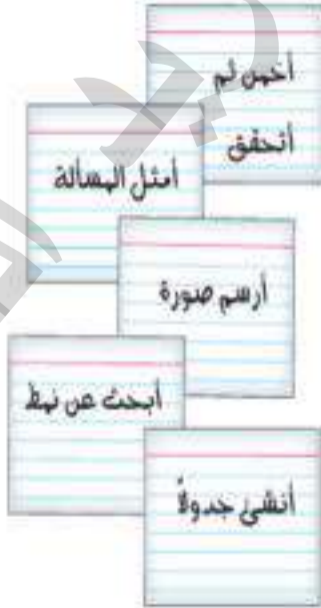 أخمن ثم
أتحقق
أمثل المسألة
أرسم صورة
أبحث عن نمط
أنشئ جدولاً